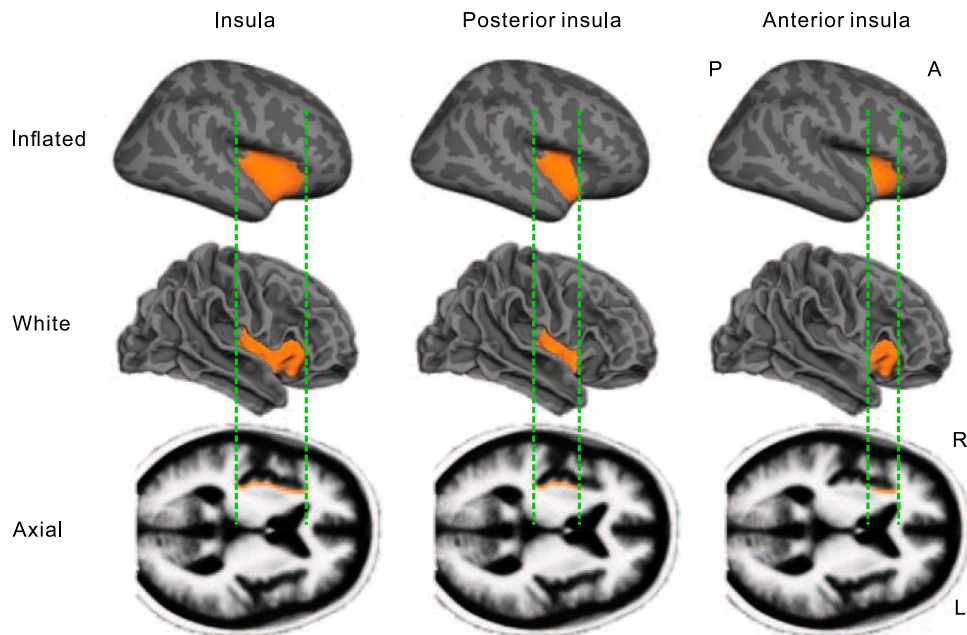 Insula Posterior insula Anterior insula
P A
Inflated
White
R
Axial
L